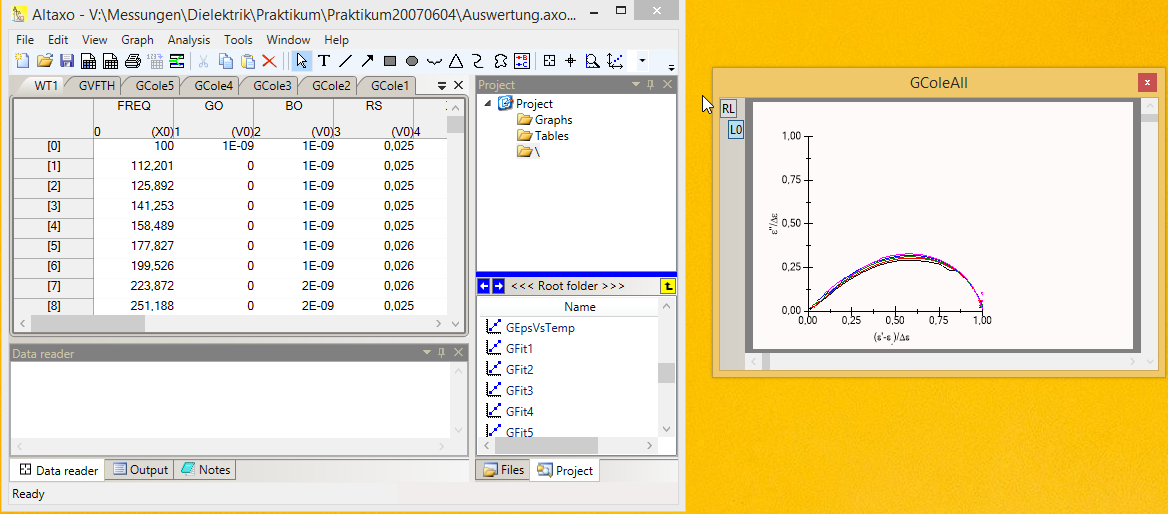 Altaxo - V:\Messungen\Dielektrik\Praktikum\Praktikum20070604\Auswertung.axo...
File Edit View Graph Analysis Tools Window Help
WT1 GVFTH GCole5 GCole4 GCole3 GCole2 GCole1
FREQ GO BO RS
0 (X0) 1 (V0) 2 (V0) 3 (V0) 4
[0] 100 1E-09 1E-09 0,025
[1] 112,201 0 1E-09 0,025
[2] 125,892 0 1E-09 0,025
[3] 141,253 0 1E-09 0,025
[4] 158,489 0 1E-09 0,025
[5] 177,827 0 1E-09 0,026
[6] 199,526 0 1E-09 0,026
[7] 223,872 0 2E-09 0,026
[8] 251,188 0 2E-09 0,025
Data reader
Data reader Output Notes
Ready
Project
Project
Graphs
Tables
\
<<< Root folder >>>
Name
GEpsVsTemp
GFit1
GFit2
GFit3
GFit4
GFit5
Files Project
GColeAll
RL
L0
1,00
0,75
0,50
0,25
0,00
ε''/Δε
0,00 0,25 0,50 0,75 1,00
(ε'-ε )/Δε